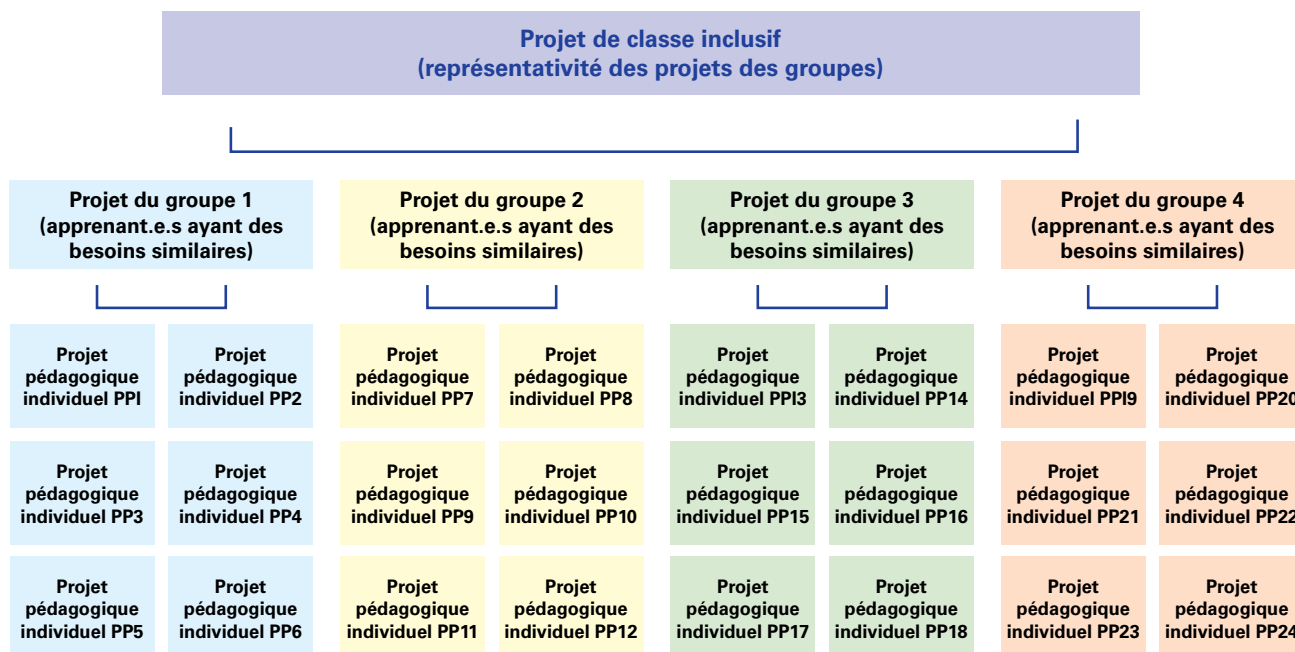 Projet de classe inclusif
(représentativité des projets des groupes)
Projet du groupe 1
(apprenant.e.s ayant des
besoins similaires)
Projet du groupe 2
(apprenant.e.s ayant des
besoins similaires)
Projet du groupe 3
(apprenant.e.s ayant des
besoins similaires)
Projet du groupe 4
(apprenant.e.s ayant des
besoins similaires)
Projet
pédagogique
individuel PPI
Projet
pédagogique
individuel PP2
Projet
pédagogique
individuel PP7
Projet
pédagogique
individuel PP8
Projet
pédagogique
individuel PPI3
Projet
pédagogique
individuel PP14
Projet
pédagogique
individuel PPI9
Projet
pédagogique
individuel PP20
Projet
pédagogique
individuel PP3
Projet
pédagogique
individuel PP4
Projet
pédagogique
individuel PP9
Projet
pédagogique
individuel PP10
Projet
pédagogique
individuel PP15
Projet
pédagogique
individuel PP16
Projet
pédagogique
individuel PP21
Projet
pédagogique
individuel PP22
Projet
pédagogique
individuel PP5
Projet
pédagogique
individuel PP6
Projet
pédagogique
individuel PP11
Projet
pédagogique
individuel PP12
Projet
pédagogique
individuel PP17
Projet
pédagogique
individuel PP18
Projet
pédagogique
individuel PP23
Projet
pédagogique
individuel PP24